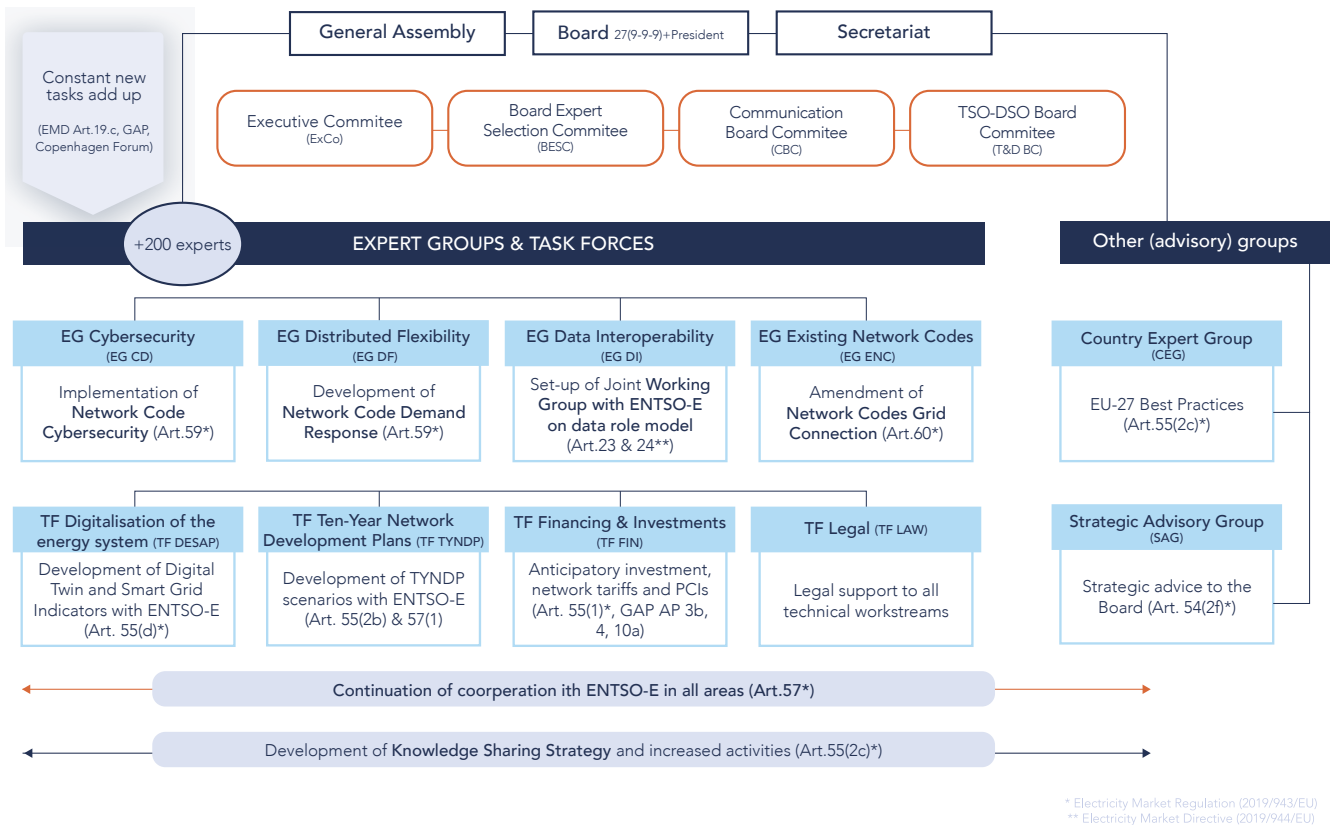 General Assembly
Board 27(9-9-9)+President
Secretariat
Constant new
tasks add up
(EMD Art.19.c, GAP,
Copenhagen Forum)
Executive Commitee
(ExCo)
Board Expert
Selection Commitee
(BESC)
Communication
Board Commitee
(CBC)
TSO-DSO Board
Commitee
(T&D BC)
+200 experts
EXPERT GROUPS & TASK FORCES
Other (advisory) groups
EG Cybersecurity
(EG CD)
Implementation of
Network Code
Cybersecurity (Art.59*)
EG Distributed Flexibility
(EG DF)
Development of
Network Code Demand
Response (Art.59*)
EG Data Interoperability
(EG DI)
Set-up of Joint Working
Group with ENTSO-E
on data role model
(Art.23 & 24**)
EG Existing Network Codes
(EG ENC)
Amendment of
Network Codes Grid
Connection (Art.60*)
Country Expert Group
(CEG)
EU-27 Best Practices
(Art.55(2c)*)
TF Digitalisation of the
energy system (TF DESAP)
Development of Digital
Twin and Smart Grid
Indicators with ENTSO-E
(Art. 55(d)*)
TF Ten-Year Network
Development Plans (TF TYNDP)
Development of TYNDP
scenarios with ENTSO-E
(Art. 55(2b) & 57(1)
TF Financing & Investments
(TF FIN)
Anticipatory investment,
network tariffs and PCIs
(Art. 55(1)*, GAP AP 3b,
4, 10a)
TF Legal (TF LAW)
Legal support to all
technical workstreams
Strategic Advisory Group
(SAG)
Strategic advice to the
Board (Art. 54(2f)*)
Continuation of coorperation ith ENTSO-E in all areas (Art.57*)
Development of Knowledge Sharing Strategy and increased activities (Art.55(2c)*)
* Electricity Market Regulation (2019/943/EU)
** Electricity Market Directive (2019/944/EU)